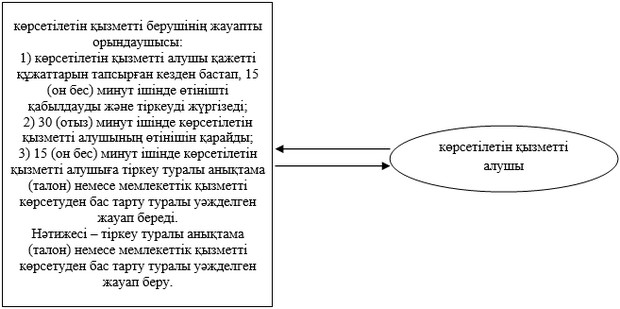 көрсетілетін қызметті берушінің жауапты
орындаушысы:
1) көрсетілетін қызметті алушы қажетті
құжаттарын тапсырған кезден бастап, 15
(он бес) минут ішінде өтінішті
қабылдауды және тіркеуді жүргізеді;
2) 30 (отыз) минут ішінде көрсетілетін
қызметті алушының өтінішін қарайды;
3) 15 (он бес) минут ішінде көрсетілетін
қызметті алушыға тіркеу туралы анықтама
(талон) немесе мемлекеттік қызметті
көрсетуден бас тарту туралы уәжделген
жауап береді.
Нәтижесі – тіркеу туралы анықтама
(талон) немесе мемлекеттік қызметті
көрсетуден бас тарту туралы уәжделген
жауап беру.
көрсетілетін қызметті
алушы